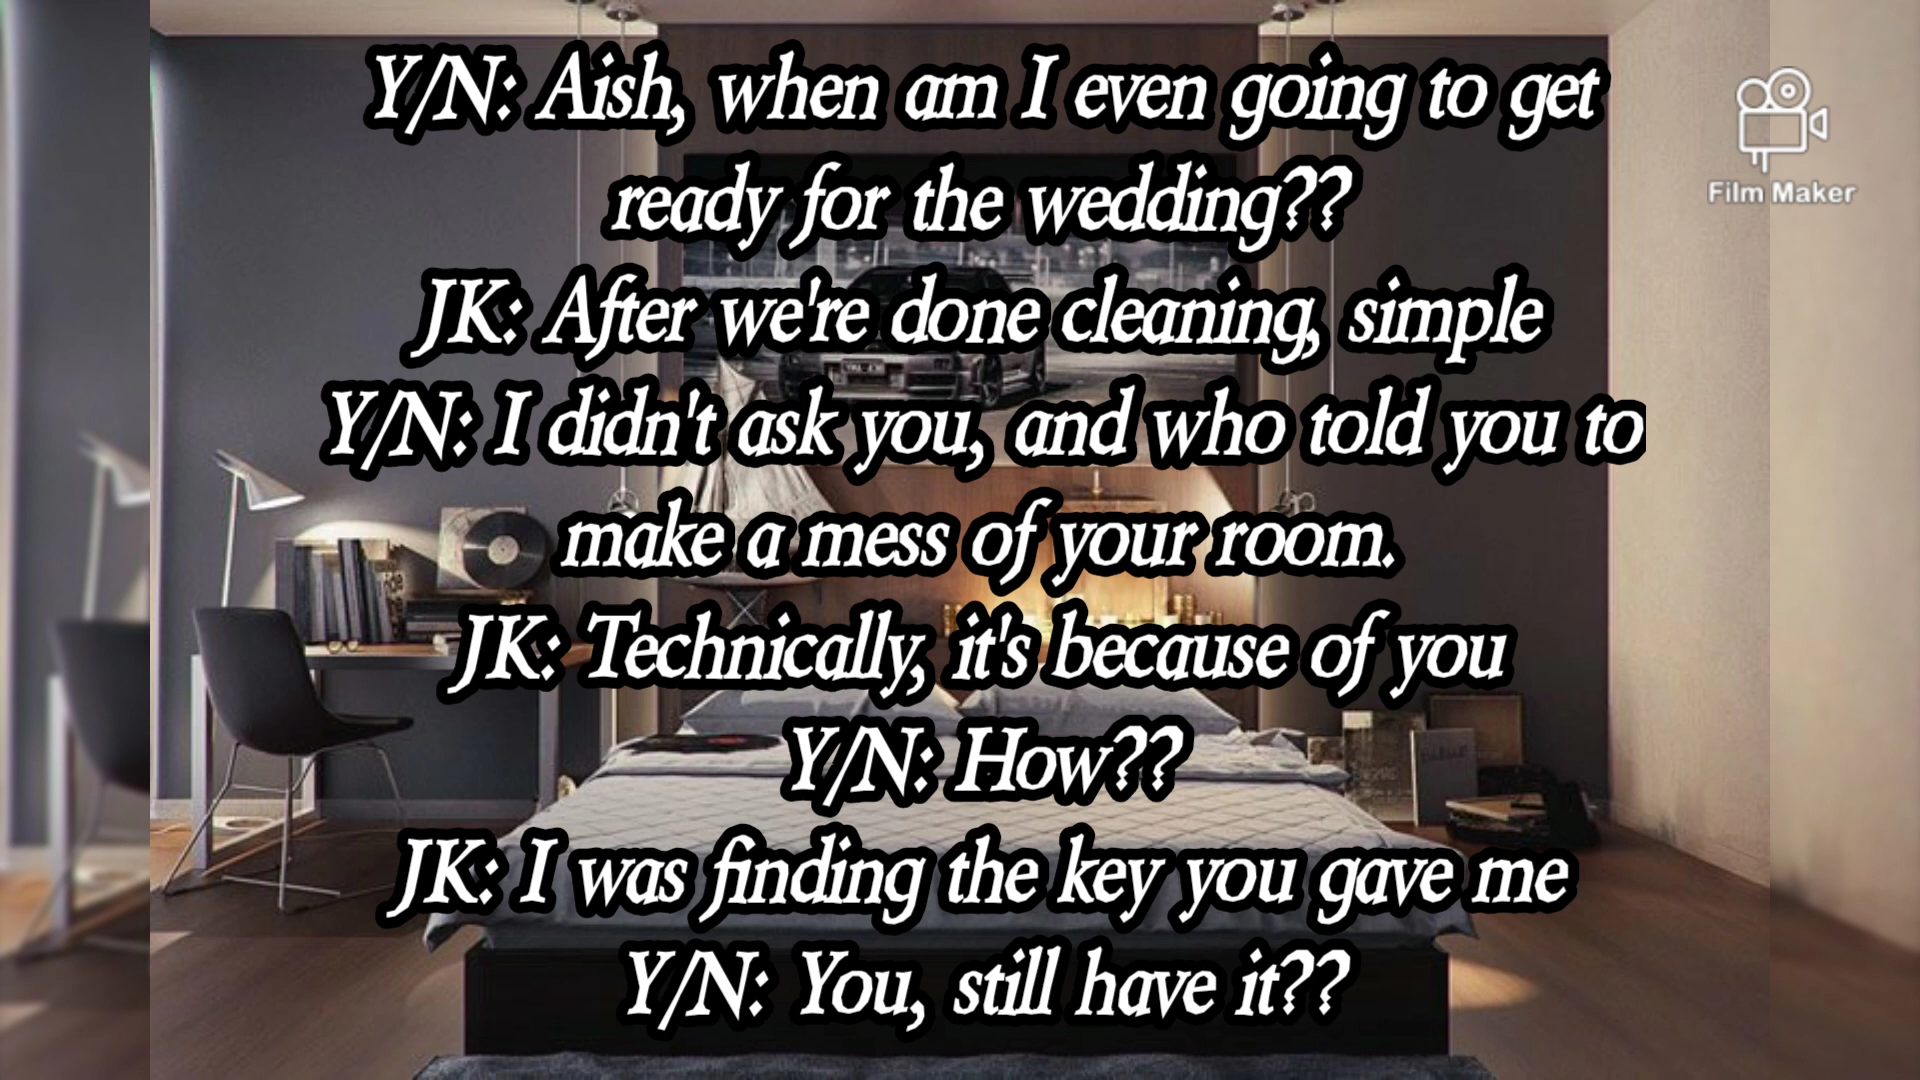 Y/N: Aish, when am I even going to get
ready for the wedding??
JK: After we're done cleaning, simple
Y/N: I didn't ask you, and who told you to
make a mess of your room.
JK: Technically, it's because of you
Y/N: How??
JK: I was finding the key you gave me
Y/N: You, still have it??
Film Maker